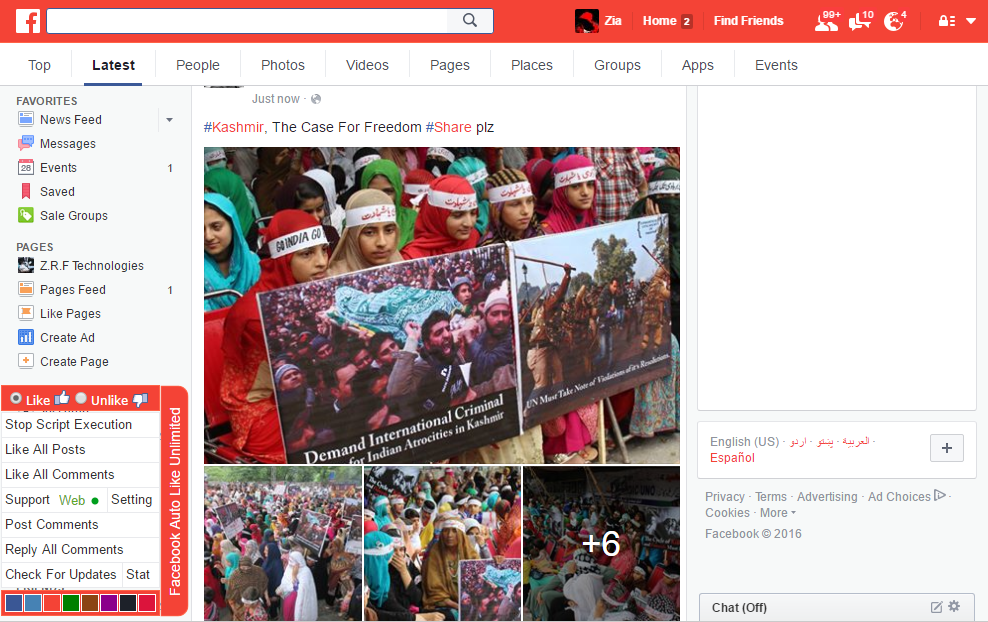 f
Zia
Home 2
Find Friends
99+
10
4
Top
Latest
People
Photos
Videos
Pages
Places
Groups
Apps
Events
FAVORITES
News Feed
Messages
28 Events 1
Saved
Sale Groups
PAGES
Z.R.F Technologies
Pages Feed 1
Like Pages
Create Ad
Create Page
Like Unlike
Stop Script Execution
Like All Posts
Like All Comments
Support Web Setting
Post Comments
Reply All Comments
Check For Updates Stat
Facebook Auto Like Unlimited
Just now ·
#Kashmir, The Case For Freedom #Share plz
GO INDIA GO
Demand International Criminal
for Indian Atrocities in Kashmir
UN Must Take Note of Violations of it's Resolutions.
+6
English (US) · اردو · پښتو · العربية ·
Español
+
Privacy · Terms · Advertising · Ad Choices ·
Cookies · More
Facebook © 2016
Chat (Off)